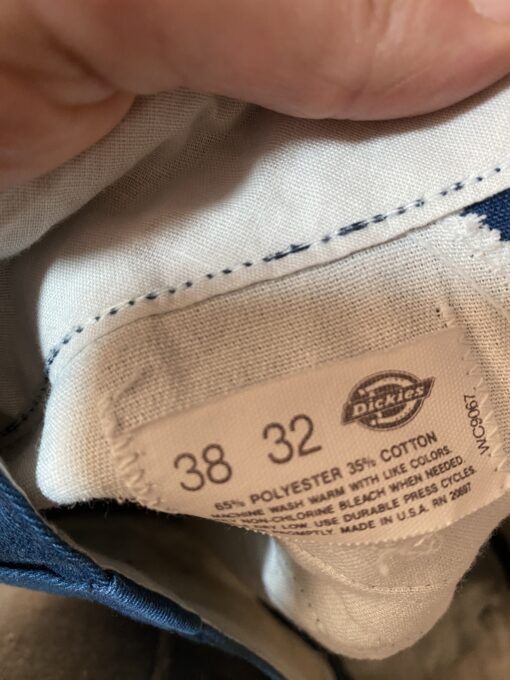 38 32
Dickies
65% POLYESTER 35% COTTON
MACHINE WASH WARM WITH LIKE COLORS.
NON-CHLORINE BLEACH WHEN NEEDED.
LOW. USE DURABLE PRESS CYCLES.
MADE IN U.S.A. RN 20697
WC9067